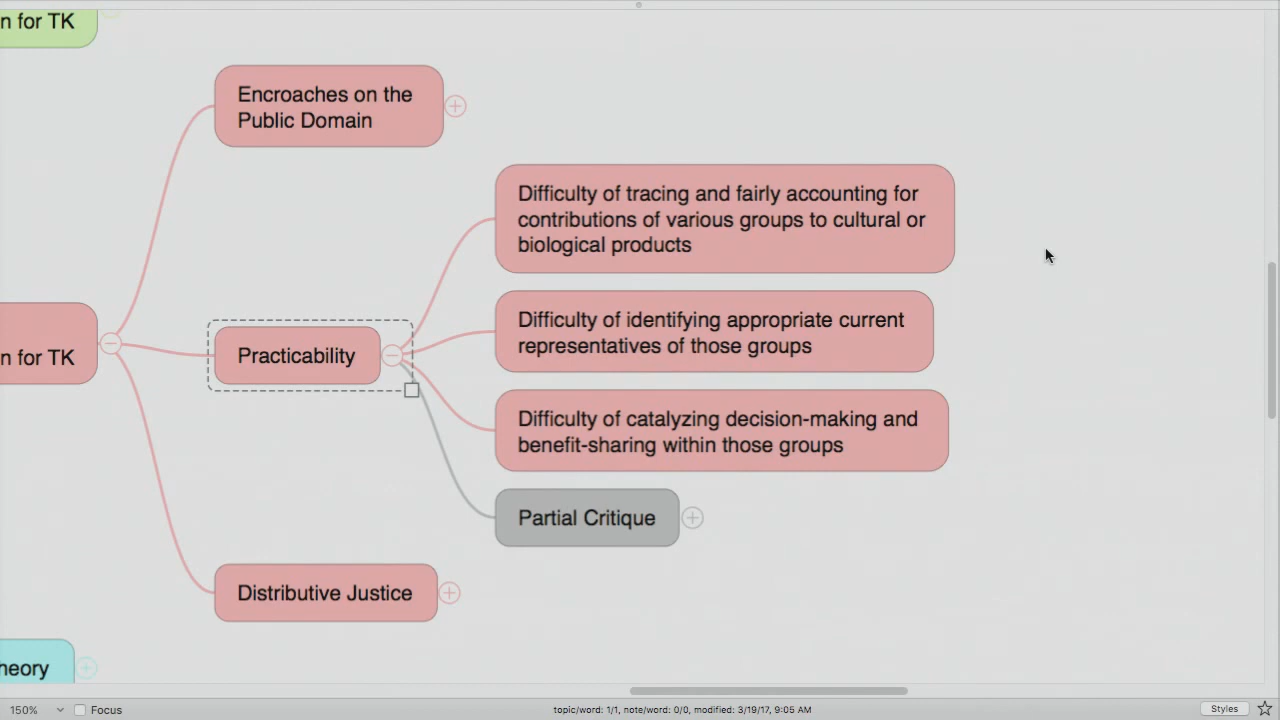 n for TK
Encroaches on the
Public Domain
Difficulty of tracing and fairly accounting for
contributions of various groups to cultural or
biological products
Difficulty of identifying appropriate current
representatives of those groups
n for TK
Practicability
Difficulty of catalyzing decision-making and
benefit-sharing within those groups
Partial Critique
Distributive Justice
heory
150%
Focus
topic/word: 1/1, note/word: 0/0, modified: 3/19/17, 9:05 AM
Styles